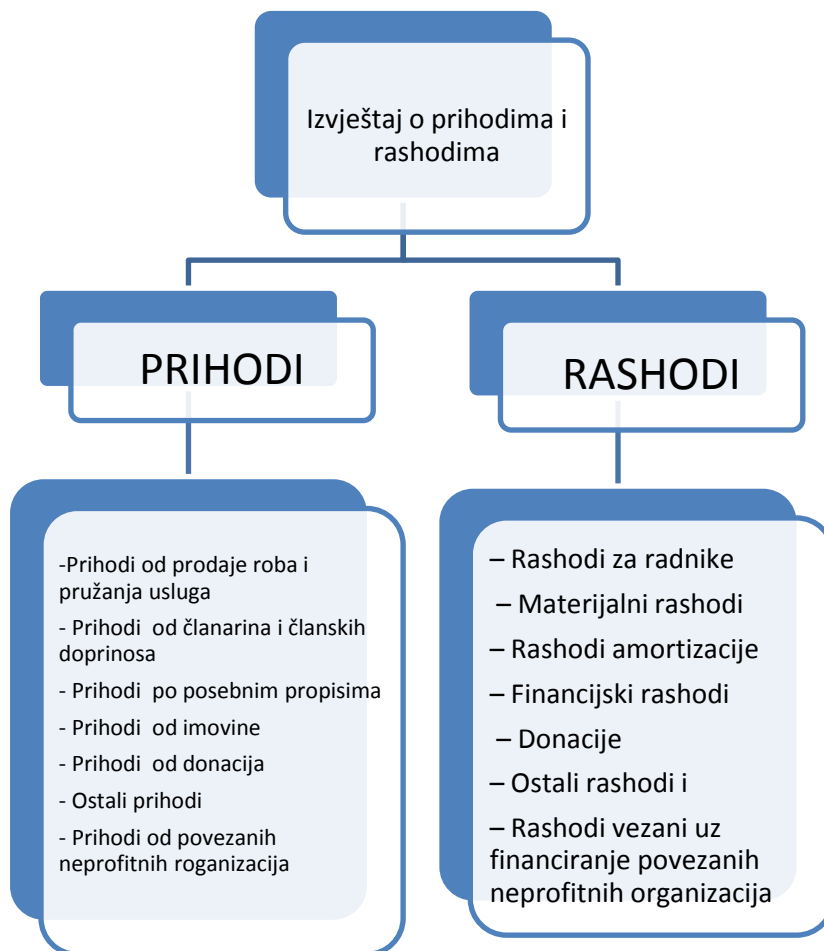 Izvještaj o prihodima i
rashodima
PRIHODI
RASHODI
-Prihodi od prodaje roba i
pružanja usluga
- Prihodi  od članarina i članskih
doprinosa
- Prihodi  po posebnim propisima
- Prihodi  od imovine
- Prihodi  od donacija
- Ostali prihodi
- Prihodi od povezanih
neprofitnih roganizacija
– Rashodi za radnike
– Materijalni rashodi
– Rashodi amortizacije
– Financijski rashodi
– Donacije
– Ostali rashodi i
– Rashodi vezani uz
financiranje povezanih
neprofitnih organizacija